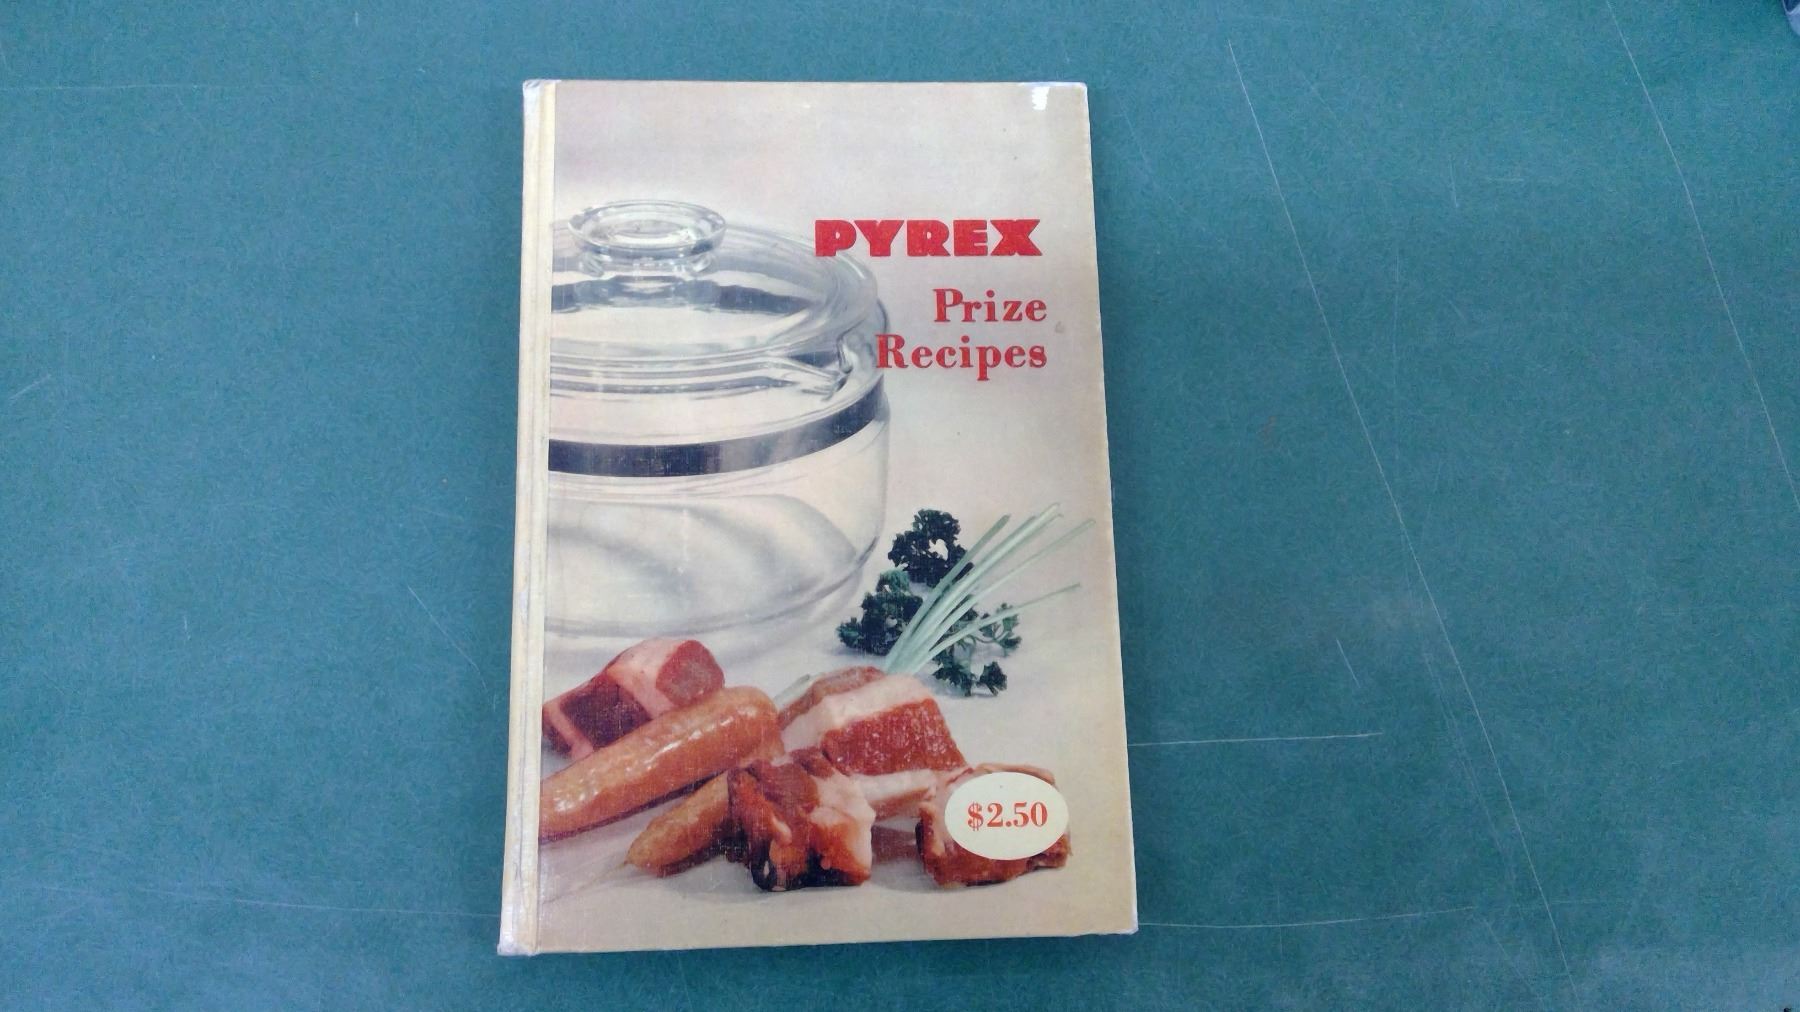 PYREX
Prize
Recipes
$2.50